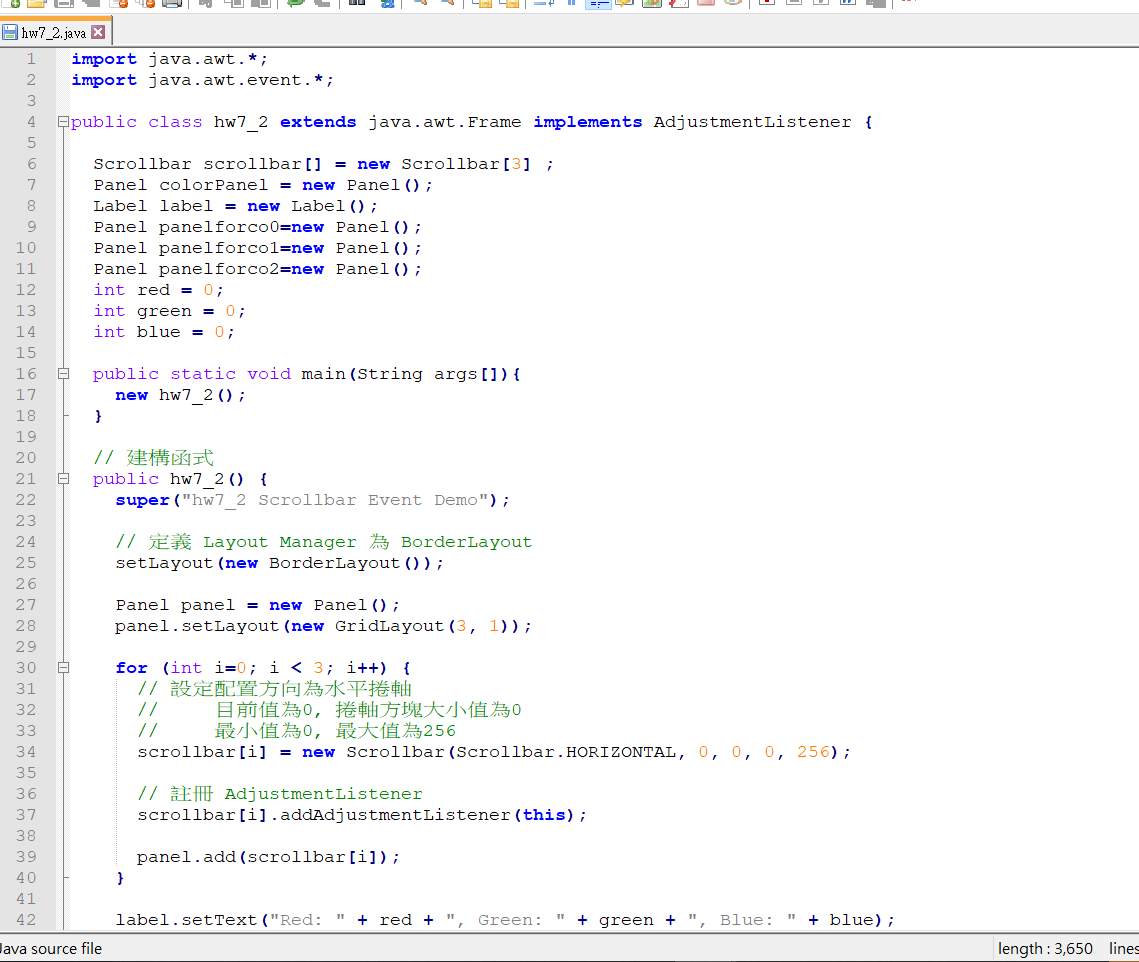 hw7_2.java
1 import java.awt.*;
2 import java.awt.event.*;
3
4 public class hw7_2 extends java.awt.Frame implements AdjustmentListener {
5
6 Scrollbar scrollbar[] = new Scrollbar[3] ;
7 Panel colorPanel = new Panel();
8 Label label = new Label();
9 Panel panelforco0=new Panel();
10 Panel panelforco1=new Panel();
11 Panel panelforco2=new Panel();
12 int red = 0;
13 int green = 0;
14 int blue = 0;
15
16 public static void main(String args[]){
17 new hw7_2();
18 }
19
20 // 建構函式
21 public hw7_2() {
22 super("hw7_2 Scrollbar Event Demo");
23
24 // 定義 Layout Manager 為 BorderLayout
25 setLayout(new BorderLayout());
26
27 Panel panel = new Panel();
28 panel.setLayout(new GridLayout(3, 1));
29
30 for (int i=0; i < 3; i++) {
31 // 設定配置方向為水平捲軸
32 // 目前值為0, 捲軸方塊大小值為0
33 // 最小值為0, 最大值為256
34 scrollbar[i] = new Scrollbar(Scrollbar.HORIZONTAL, 0, 0, 0, 256);
35
36 // 註冊 AdjustmentListener
37 scrollbar[i].addAdjustmentListener(this);
38
39 panel.add(scrollbar[i]);
40 }
41
42 label.setText("Red: " + red + ", Green: " + green + ", Blue: " + blue);
Java source file length : 3,650 lines